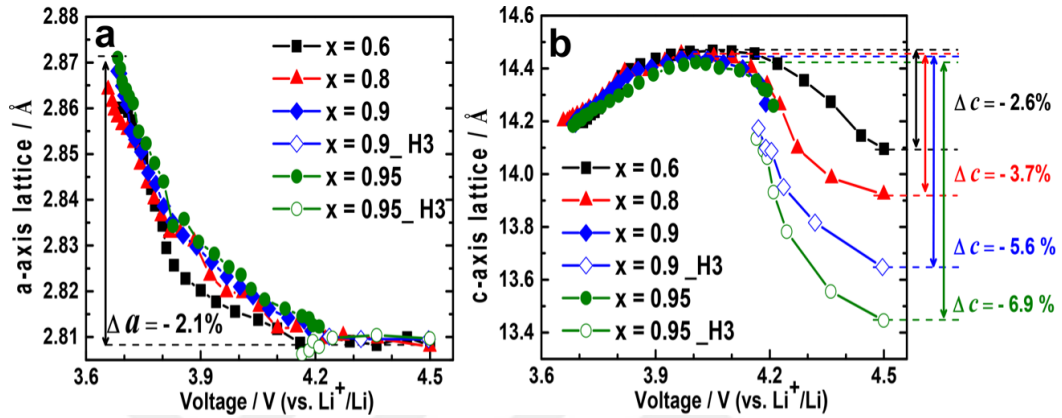 a
2.88
2.87
2.86
2.85
2.83
2.82
2.81
3.6
3.9
4.2
4.5
a-axis lattice / Å
Voltage / V (vs. Li⁺/Li)
x = 0.6
x = 0.8
x = 0.9
x = 0.9_ H3
x = 0.95
x = 0.95_ H3
Δ a = - 2.1%
b
14.6
14.4
14.2
14.0
13.8
13.6
13.4
3.6
3.9
4.2
4.5
c-axis lattice / Å
Voltage / V (vs. Li⁺/Li)
x = 0.6
x = 0.8
x = 0.9
x = 0.9 _H3
x = 0.95
x = 0.95 _H3
Δ c = - 2.6%
Δ c = - 3.7%
Δ c = - 5.6 %
Δ c = - 6.9 %